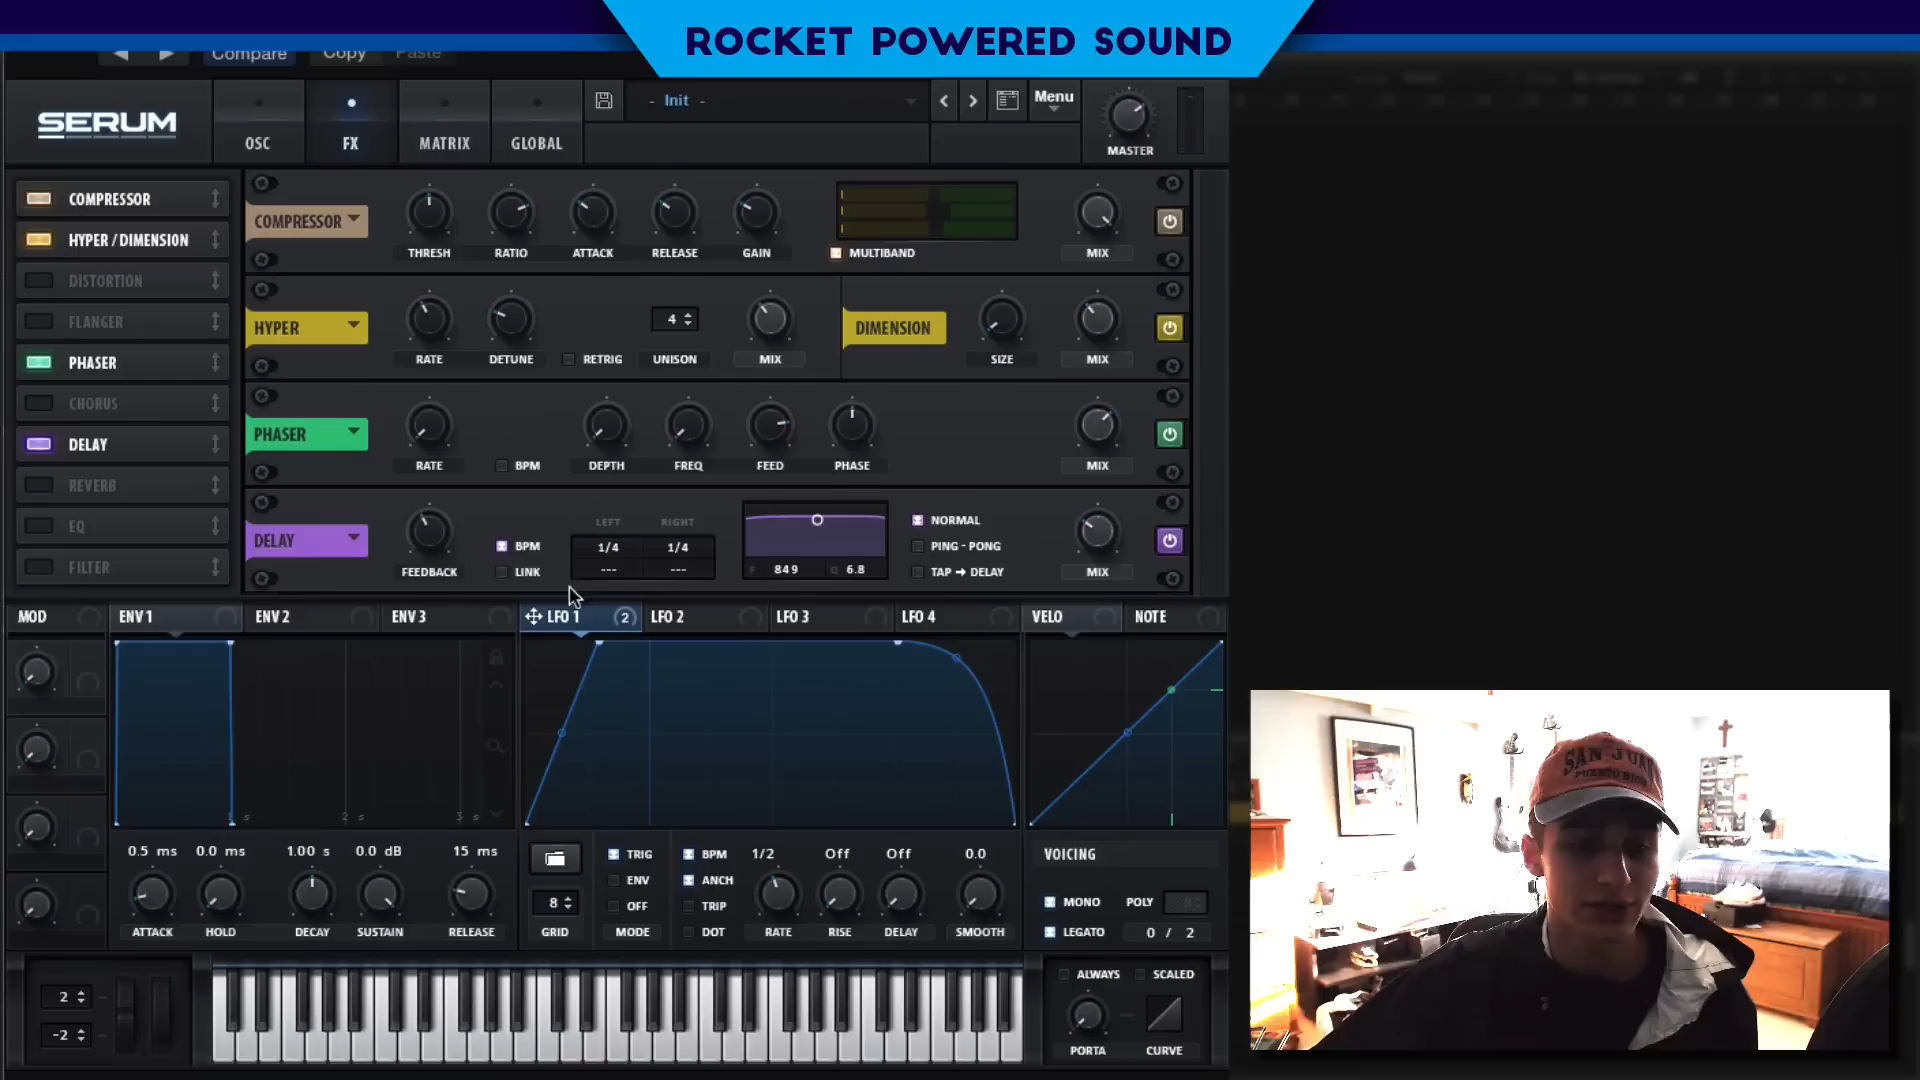 ROCKET POWERED SOUND
Compare Copy Paste
SERUM
OSC FX MATRIX GLOBAL
- Init -
Menu
MASTER
COMPRESSOR
HYPER / DIMENSION
DISTORTION
FLANGER
PHASER
CHORUS
DELAY
REVERB
EQ
FILTER
COMPRESSOR
THRESH RATIO ATTACK RELEASE GAIN MULTIBAND MIX
HYPER
RATE DETUNE RETRIG 4 UNISON MIX
DIMENSION
SIZE MIX
PHASER
RATE BPM DEPTH FREQ FEED PHASE MIX
DELAY
FEEDBACK
BPM
LINK
LEFT RIGHT
1/4 1/4
--- ---
F 849 Q 6.8
NORMAL
PING - PONG
TAP → DELAY
MIX
MOD ENV 1 ENV 2 ENV 3 LFO 1 2 LFO 2 LFO 3 LFO 4 VELO NOTE
1 s 2 s 3 s
0.5 ms 0.0 ms 1.00 s 0.0 dB 15 ms
ATTACK HOLD DECAY SUSTAIN RELEASE
8
GRID
TRIG
ENV
OFF
MODE
BPM
ANCH
TRIP
DOT
1/2 Off Off 0.0
RATE RISE DELAY SMOOTH
VOICING
MONO POLY
LEGATO 0 / 2
ALWAYS SCALED
PORTA CURVE
2
-2
SAN JUAN
PUERTO RICO